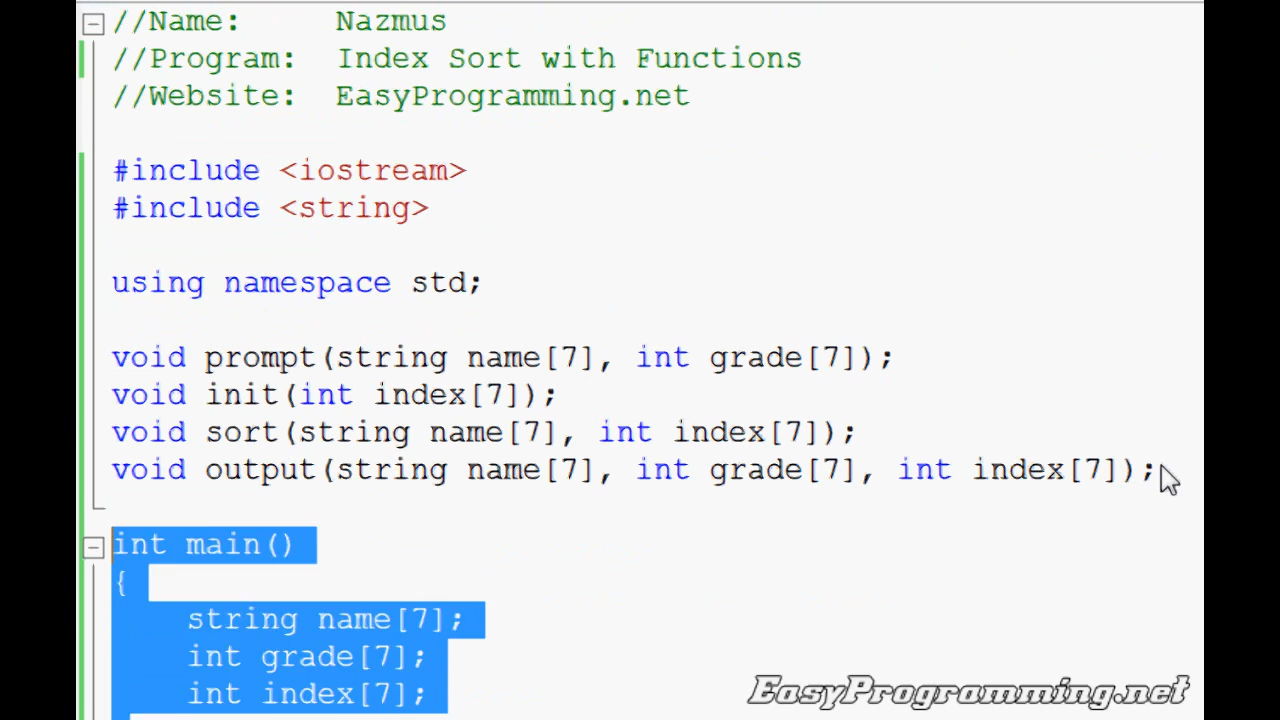 //Name:     Nazmus
//Program:  Index Sort with Functions
//Website:  EasyProgramming.net
#include <iostream>
#include <string>
using namespace std;
void prompt(string name[7], int grade[7]);
void init(int index[7]);
void sort(string name[7], int index[7]);
void output(string name[7], int grade[7], int index[7]);
int main()
{
    string name[7];
    int grade[7];
    int index[7];
EasyProgramming.net